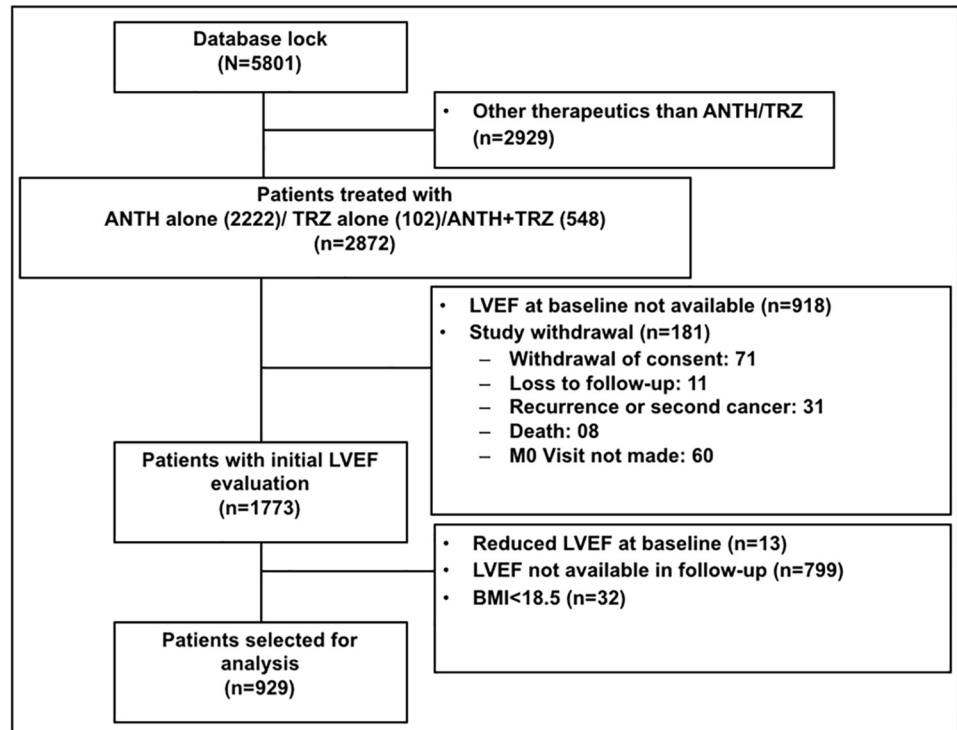 Database lock
(N=5801)
• Other therapeutics than ANTH/TRZ
(n=2929)
Patients treated with
ANTH alone (2222)/ TRZ alone (102)/ANTH+TRZ (548)
(n=2872)
• LVEF at baseline not available (n=918)
• Study withdrawal (n=181)
– Withdrawal of consent: 71
– Loss to follow-up: 11
– Recurrence or second cancer: 31
– Death: 08
– M0 Visit not made: 60
Patients with initial LVEF
evaluation
(n=1773)
• Reduced LVEF at baseline (n=13)
• LVEF not available in follow-up (n=799)
• BMI<18.5 (n=32)
Patients selected for
analysis
(n=929)